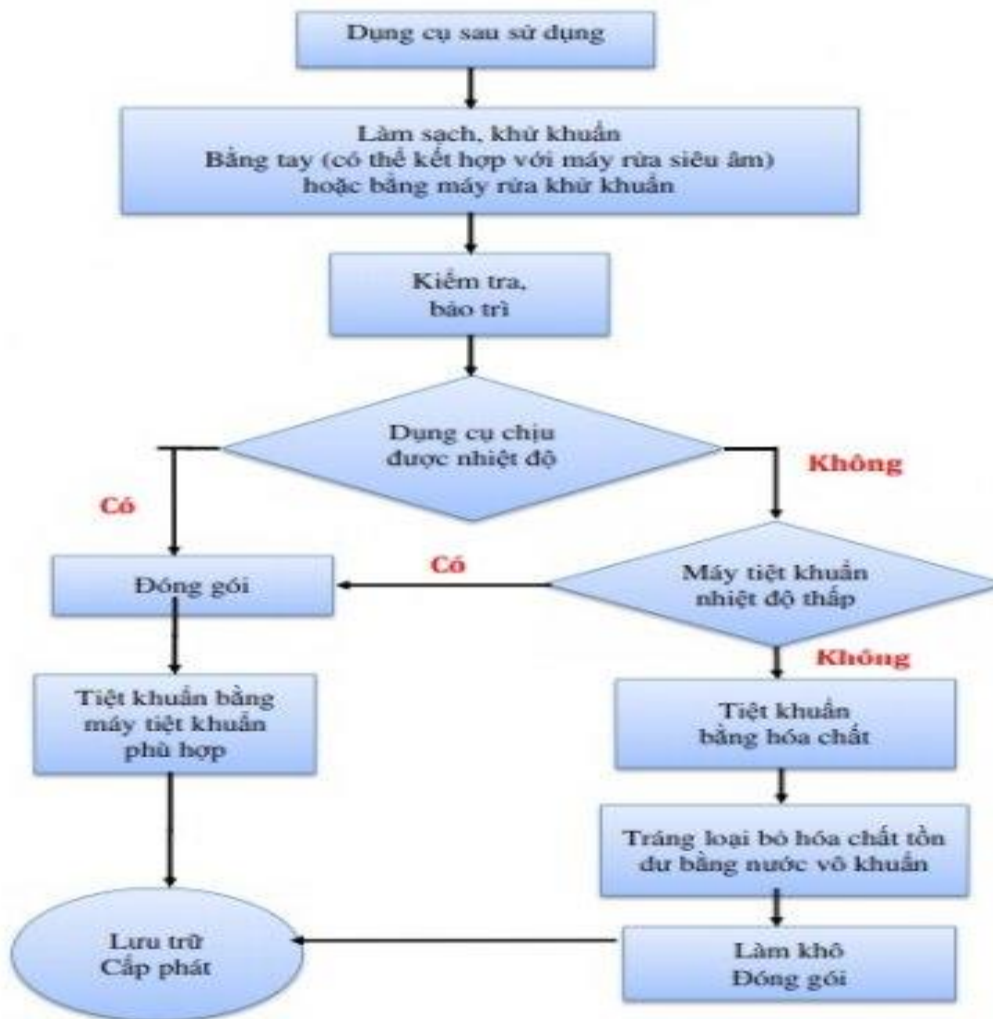 Dụng cụ sau sử dụng
Làm sạch, khử khuẩn
Bằng tay (có thể kết hợp với máy rửa siêu âm)
hoặc bằng máy rửa khử khuẩn
Kiểm tra,
bảo trì
Dụng cụ chịu
được nhiệt độ
Không
Có
Đóng gói
Có
Máy tiệt khuẩn
nhiệt độ thấp
Không
Tiệt khuẩn bằng
máy tiệt khuẩn
phù hợp
Tiệt khuẩn
bằng hóa chất
Tráng loại bỏ hóa chất tồn
dư bằng nước vô khuẩn
Lưu trữ
Cấp phát
Làm khô
Đóng gói